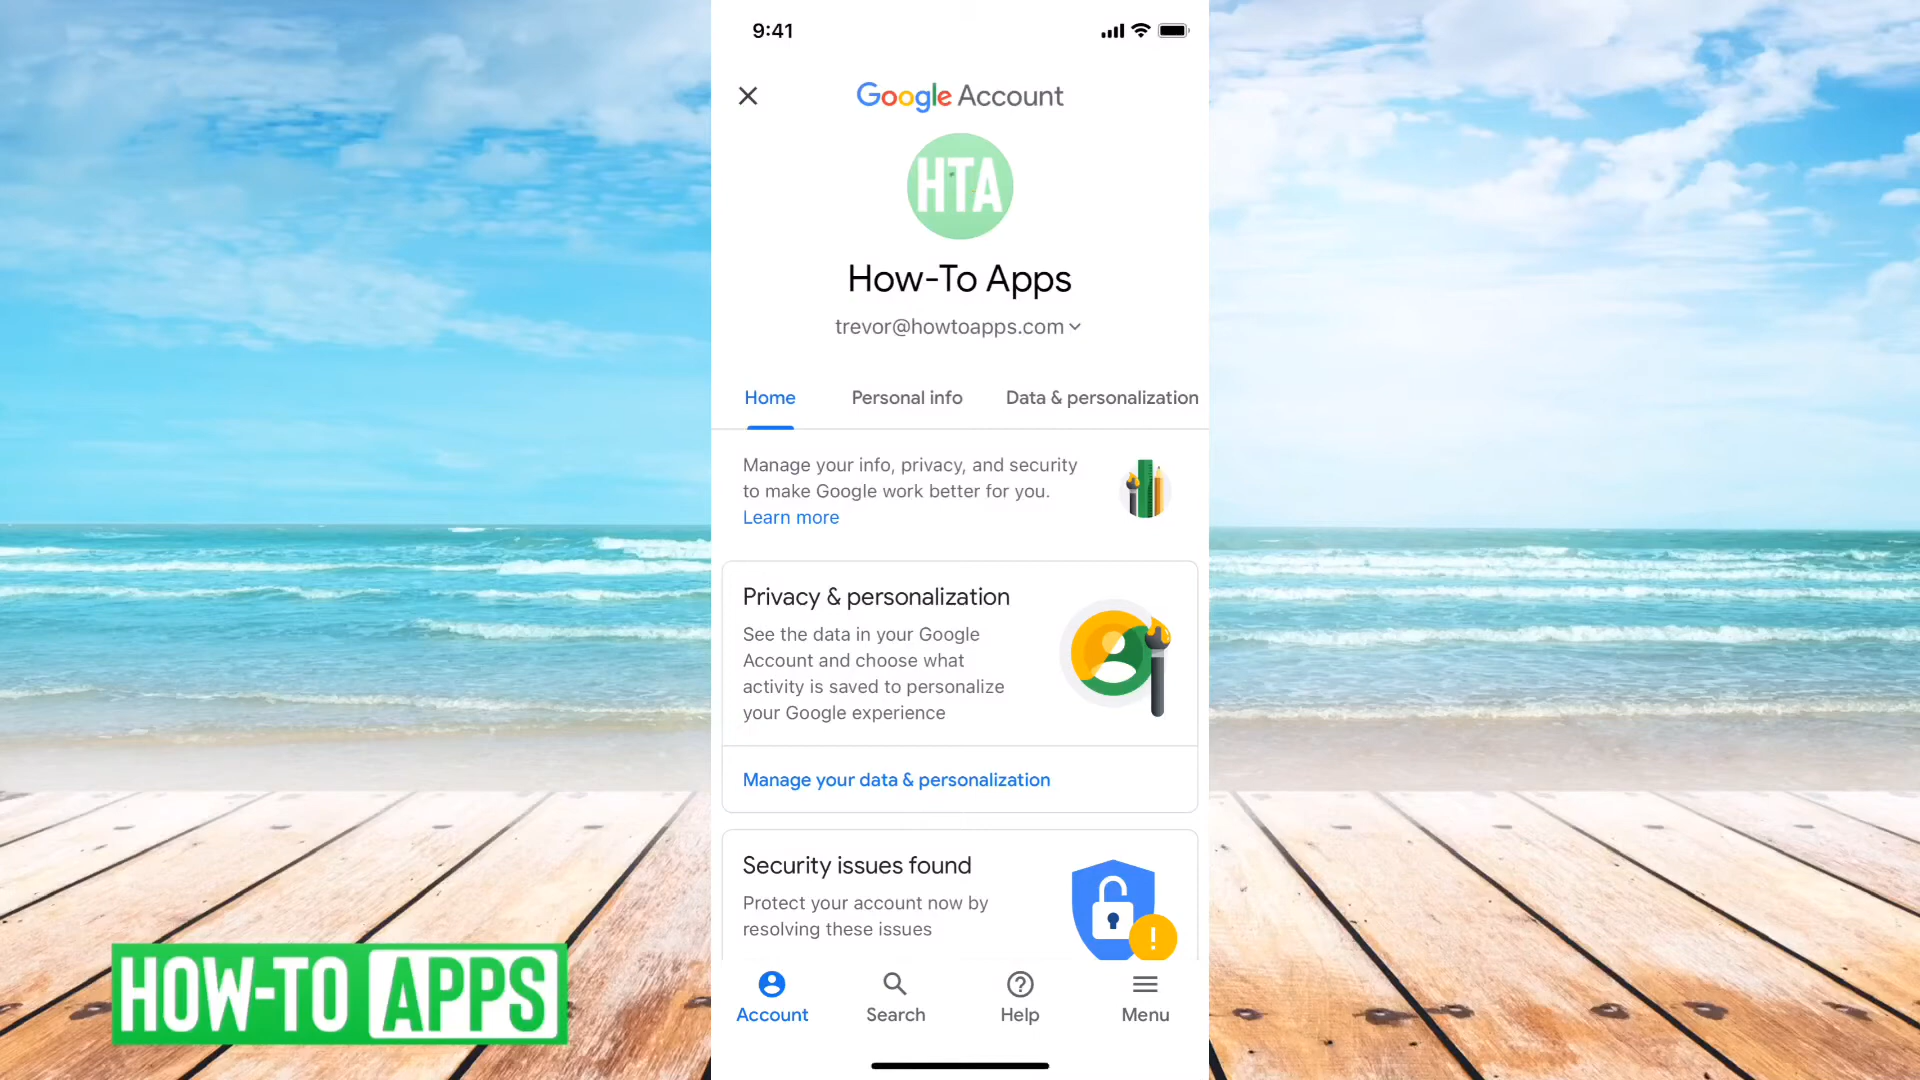 9:41
Google Account
HTA
How-To Apps
trevor@howtoapps.com
Home Personal info Data & personalization
Manage your info, privacy, and security
to make Google work better for you.
Learn more
Privacy & personalization
See the data in your Google
Account and choose what
activity is saved to personalize
your Google experience
Manage your data & personalization
Security issues found
Protect your account now by
resolving these issues
Account Search Help Menu
HOW-TO APPS